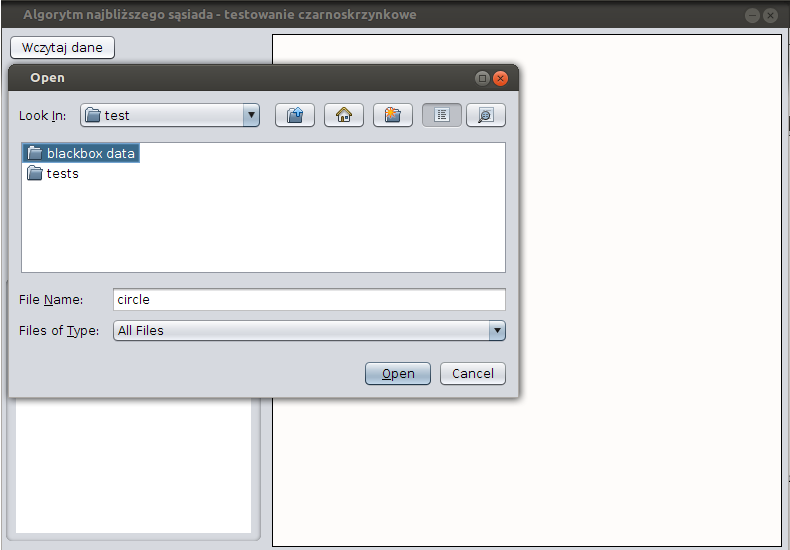 Algorytm najbliższego sąsiada - testowanie czarnoskrzynkowe
Wczytaj dane
Open
Look In: test
blackbox data
tests
File Name: circle
Files of Type: All Files
Open Cancel